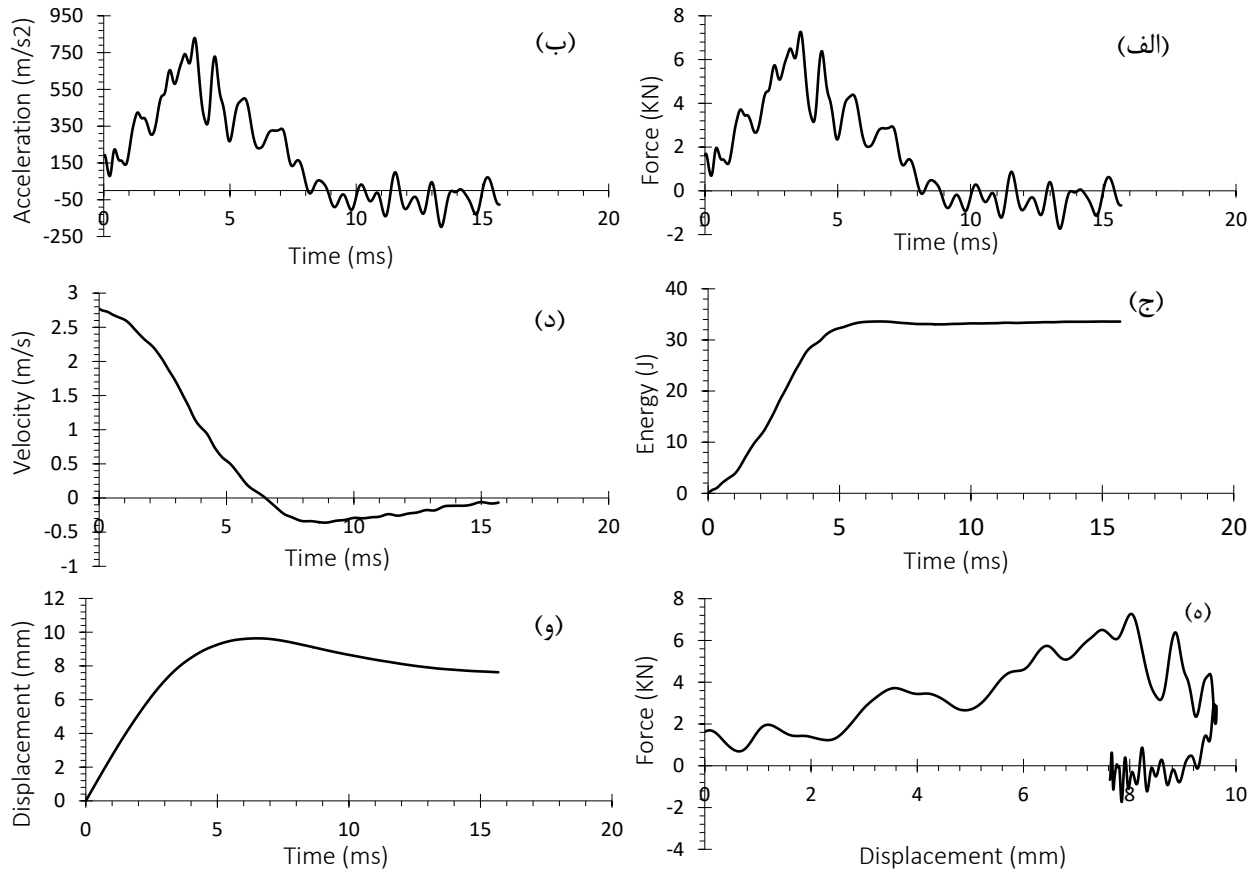 (الف)
Force (KN)
8
6
4
2
0
-2
0 5 10 15 20
Time (ms)
(ب)
Acceleration (m/s2)
950
750
550
350
150
-50
-250
0 5 10 15 20
Time (ms)
(ج)
Energy (J)
40
30
20
10
0
0 5 10 15 20
Time (ms)
(د)
Velocity (m/s)
3
2.5
2
1.5
1
0.5
0
-0.5
-1
0 5 10 15 20
Time (ms)
(ه)
Force (KN)
8
6
4
2
0
-2
-4
0 2 4 6 8 10
Displacement (mm)
(و)
Displacement (mm)
12
10
8
6
4
2
0
0 5 10 15 20
Time (ms)